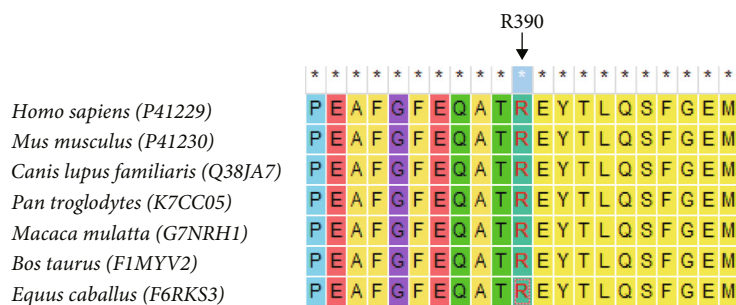 R390
* * * * * * * * * * * * * * * * * * * * *
Homo sapiens (P41229) P E A F G F E Q A T R E Y T L Q S F G E M
Mus musculus (P41230) P E A F G F E Q A T R E Y T L Q S F G E M
Canis lupus familiaris (Q38JA7) P E A F G F E Q A T R E Y T L Q S F G E M
Pan troglodytes (K7CC05) P E A F G F E Q A T R E Y T L Q S F G E M
Macaca mulatta (G7NRH1) P E A F G F E Q A T R E Y T L Q S F G E M
Bos taurus (F1MYV2) P E A F G F E Q A T R E Y T L Q S F G E M
Equus caballus (F6RKS3) P E A F G F E Q A T R E Y T L Q S F G E M